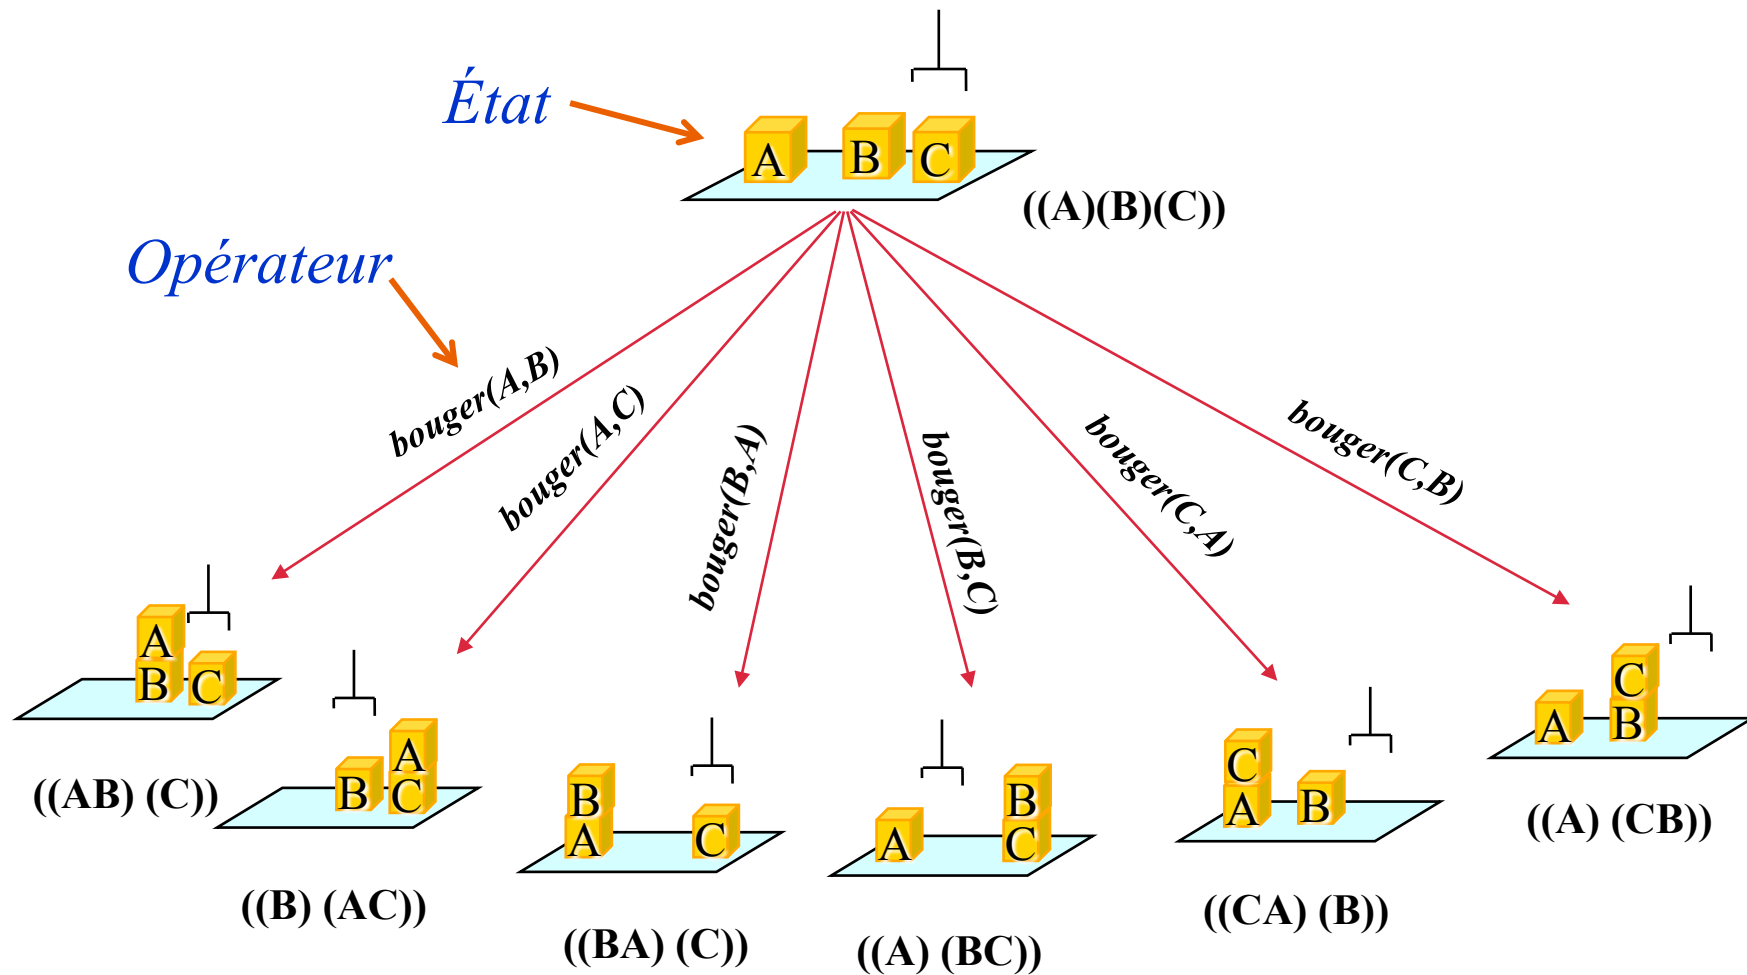 État
A B C
((A)(B)(C))
Opérateur
bouger(A,B)
bouger(A,C)
bouger(B,A)
bouger(B,C)
bouger(C,A)
bouger(C,B)
A
B C
((AB) (C))
A
B C
((B) (AC))
B
A C
((BA) (C))
B
A C
((A) (BC))
C
A B
((CA) (B))
C
A B
((A) (CB))